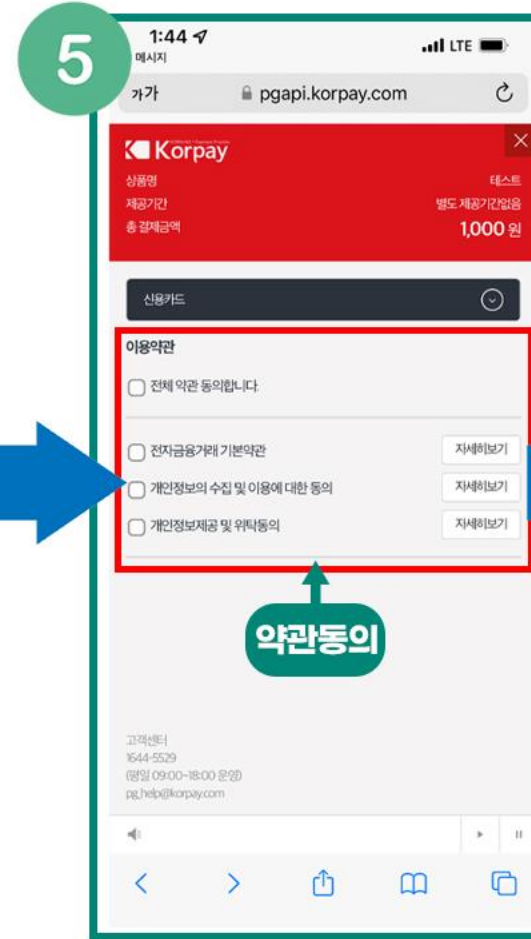 5
1:44
메시지
LTE
가가 pgapi.korpay.com
Korpay
상품명 테스트
제공기간 별도 제공기간없음
총 결제금액 1,000 원
신용카드
이용약관
전체 약관 동의합니다.
전자금융거래 기본약관 자세히보기
개인정보의 수집 및 이용에 대한 동의 자세히보기
개인정보제공 및 위탁동의 자세히보기
약관동의
고객센터
1644-5529
(평일 09:00~18:00 운영)
pg_help@korpay.com